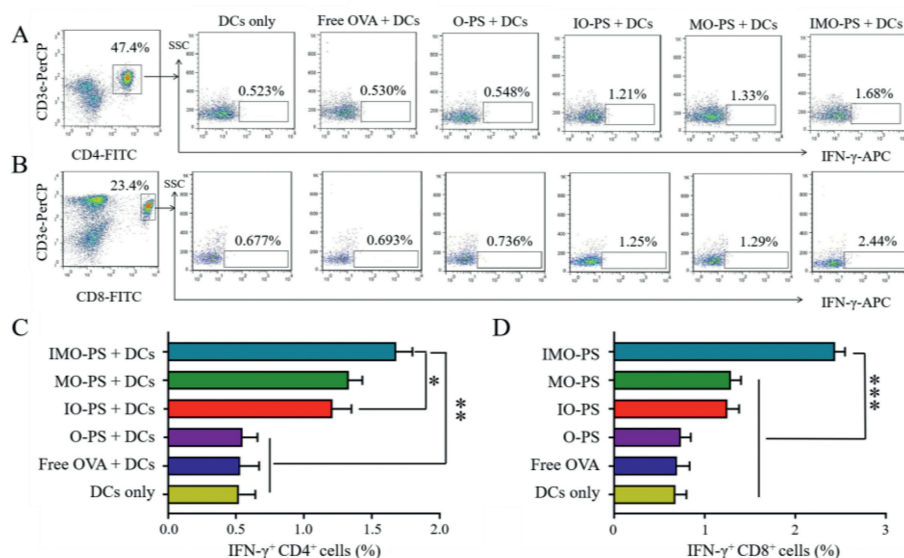 A
DCs only
Free OVA + DCs
O-PS + DCs
IO-PS + DCs
MO-PS + DCs
IMO-PS + DCs
47.4%
SSC
CD3e-PerCP
0.523%
0.530%
0.548%
1.21%
1.33%
1.68%
CD4-FITC
IFN-γ-APC
B
23.4%
SSC
CD3e-PerCP
0.677%
0.693%
0.736%
1.25%
1.29%
2.44%
CD8-FITC
IFN-γ-APC
C
IMO-PS + DCs
MO-PS + DCs
IO-PS + DCs
O-PS + DCs
Free OVA + DCs
DCs only
*
**
0.0 0.5 1.0 1.5 2.0
IFN-γ⁺ CD4⁺ cells (%)
D
IMO-PS
MO-PS
IO-PS
O-PS
Free OVA
DCs only
***
0 1 2 3
IFN-γ⁺ CD8⁺ cells (%)